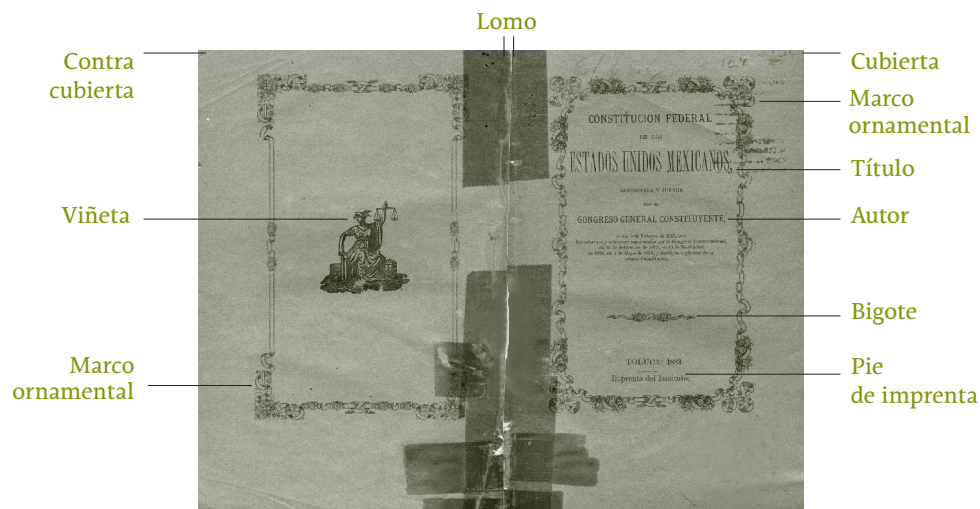 Lomo
Contra
cubierta
Cubierta
Marco
ornamental
CONSTITUCION FEDERAL
DE LOS
ESTADOS UNIDOS MEXICANOS,
Título
SANCIONADA Y JURADA
POR EL
Viñeta
CONGRESO GENERAL CONSTITUYENTE,
Autor
Bigote
Marco
ornamental
TOLUCA: 1881.
Imprenta del Instituto.
Pie
de imprenta